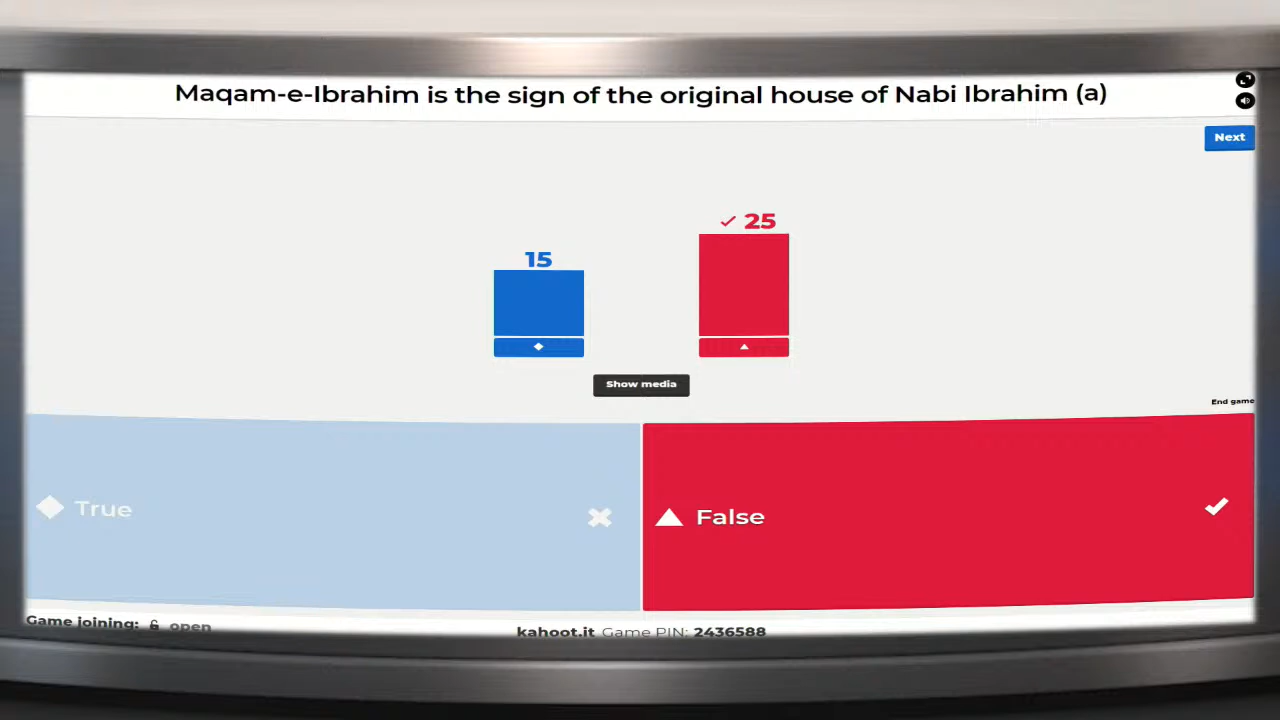 Maqam-e-Ibrahim is the sign of the original house of Nabi Ibrahim (a)
Next
15
25
Show media
End game
True
False
Game joining: open
kahoot.it Game PIN: 2436588